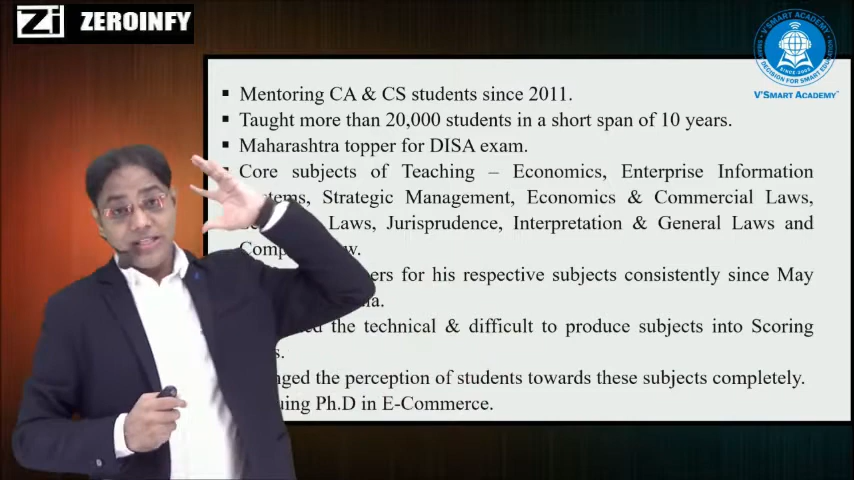 Zi ZEROINFY
V'SMART ACADEMY
Mentoring CA & CS students since 2011.
Taught more than 20,000 students in a short span of 10 years.
Maharashtra topper for DISA exam.
Core subjects of Teaching – Economics, Enterprise Information
Strategic Management, Economics & Commercial Laws,
Laws, Jurisprudence, Interpretation & General Laws and
for his respective subjects consistently since May
the technical & difficult to produce subjects into Scoring
the perception of students towards these subjects completely.
Ph.D in E-Commerce.